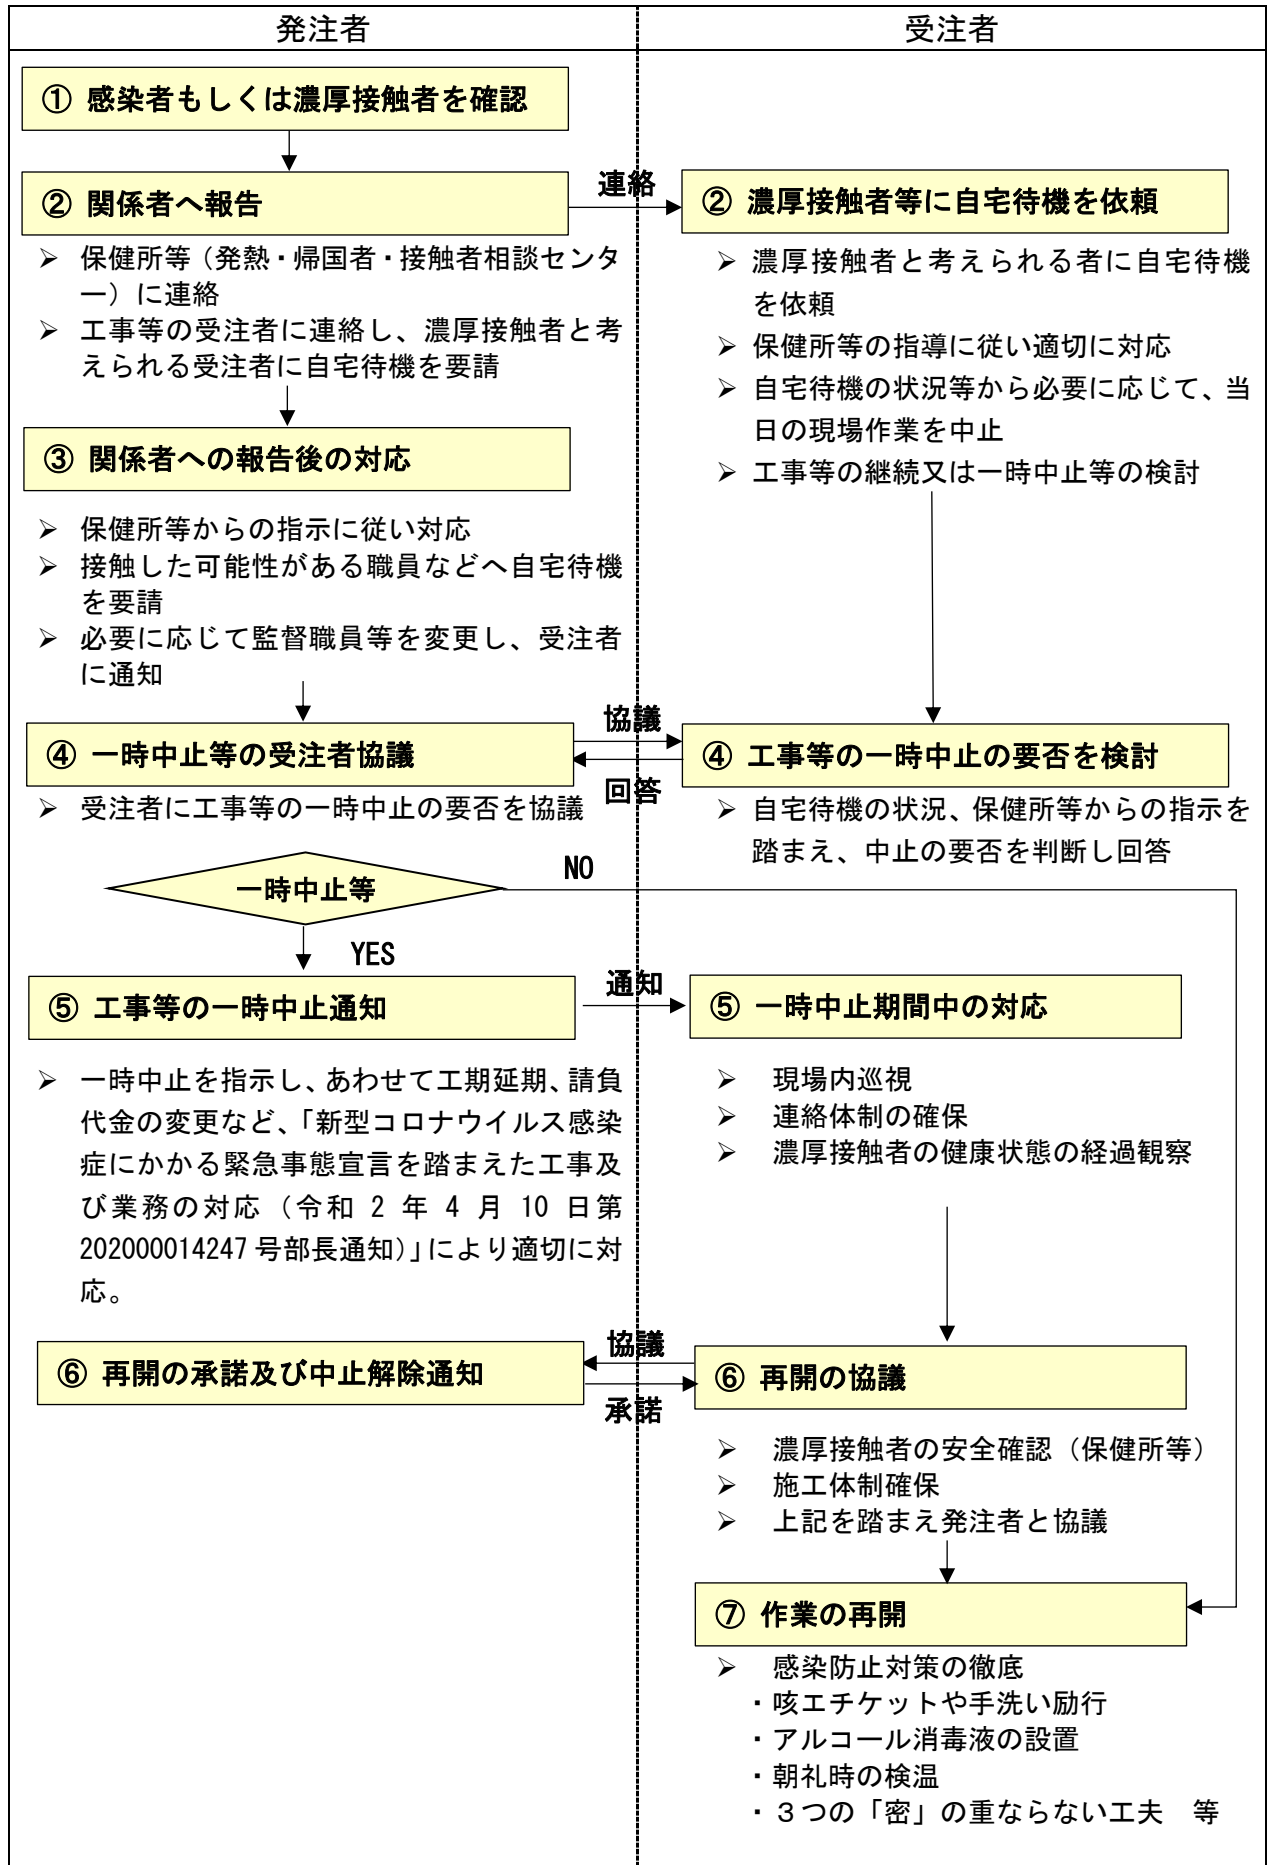 発注者
受注者
① 感染者もしくは濃厚接触者を確認
② 関係者へ報告
連絡
② 濃厚接触者等に自宅待機を依頼
➢ 保健所等（発熱・帰国者・接触者相談センタ
ー）に連絡
➢ 工事等の受注者に連絡し、濃厚接触者と考
えられる受注者に自宅待機を要請
➢ 濃厚接触者と考えられる者に自宅待機
を依頼
➢ 保健所等の指導に従い適切に対応
➢ 自宅待機の状況等から必要に応じて、当
日の現場作業を中止
➢ 工事等の継続又は一時中止等の検討
③ 関係者への報告後の対応
➢ 保健所等からの指示に従い対応
➢ 接触した可能性がある職員などへ自宅待機
を要請
➢ 必要に応じて監督職員等を変更し、受注者
に通知
④ 一時中止等の受注者協議
協議
回答
④ 工事等の一時中止の要否を検討
➢ 受注者に工事等の一時中止の要否を協議
➢ 自宅待機の状況、保健所等からの指示を
踏まえ、中止の要否を判断し回答
一時中止等
NO
YES
⑤ 工事等の一時中止通知
通知
⑤ 一時中止期間中の対応
➢ 一時中止を指示し、あわせて工期延期、請負
代金の変更など、「新型コロナウイルス感染
症にかかる緊急事態宣言を踏まえた工事及
び業務の対応（令和 2 年 4 月 10 日第
202000014247 号部長通知）」により適切に対
応。
➢ 現場内巡視
➢ 連絡体制の確保
➢ 濃厚接触者の健康状態の経過観察
⑥ 再開の承諾及び中止解除通知
協議
承諾
⑥ 再開の協議
➢ 濃厚接触者の安全確認（保健所等）
➢ 施工体制確保
➢ 上記を踏まえ発注者と協議
⑦ 作業の再開
➢ 感染防止対策の徹底
・咳エチケットや手洗い励行
・アルコール消毒液の設置
・朝礼時の検温
・３つの「密」の重ならない工夫　等